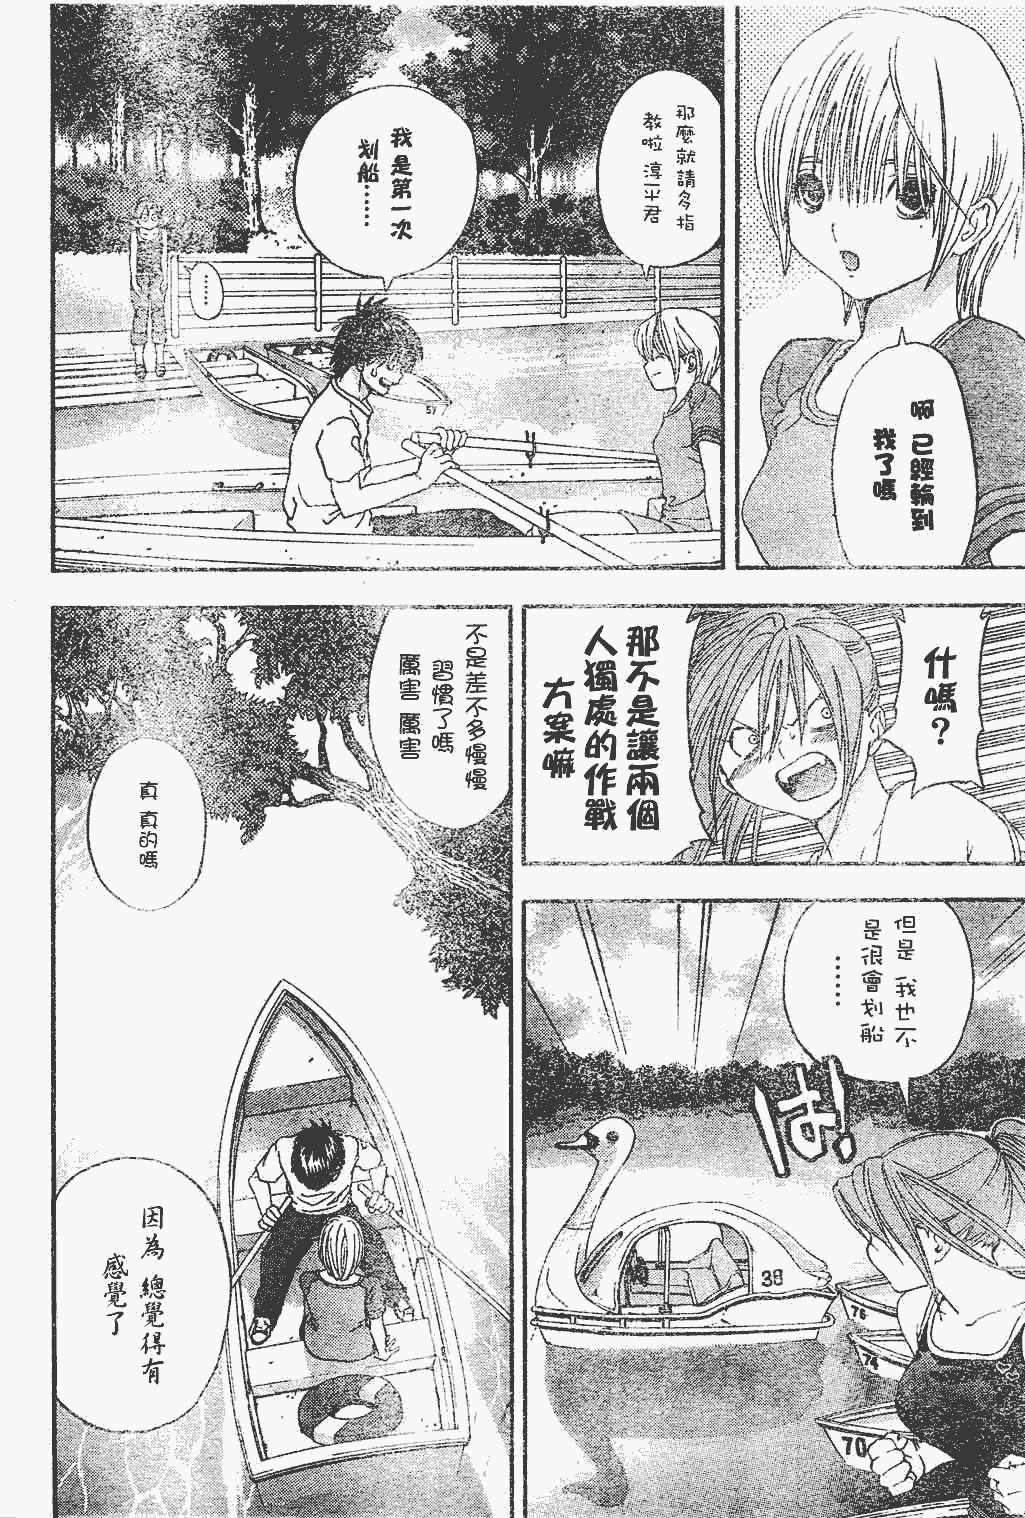 啊 已經輪到
我了嗎
那麼就請多指
教啦 淳平君
我是第一次
划船……
……
57
什嗎?
那不是讓兩個
人獨處的作戰
方案嘛
但是 我也不
是很會划船
……
は!
38
76
74
70
不是差不多慢慢
習慣了嗎
厲害 厲害
真 真的嗎
因為 總覺得有
感覺了